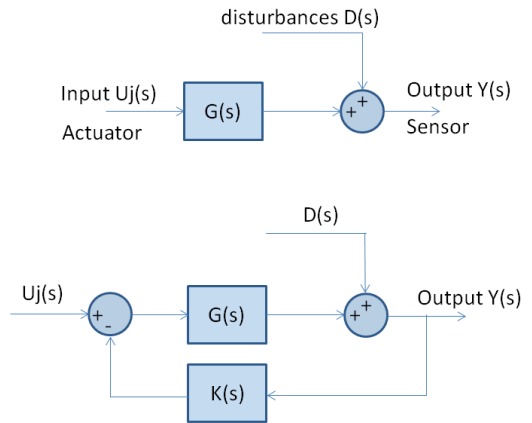 disturbances D(s)
Input Uj(s)
Actuator
G(s)
+
+
Output Y(s)
Sensor
D(s)
Uj(s)
+
-
G(s)
+
+
Output Y(s)
K(s)